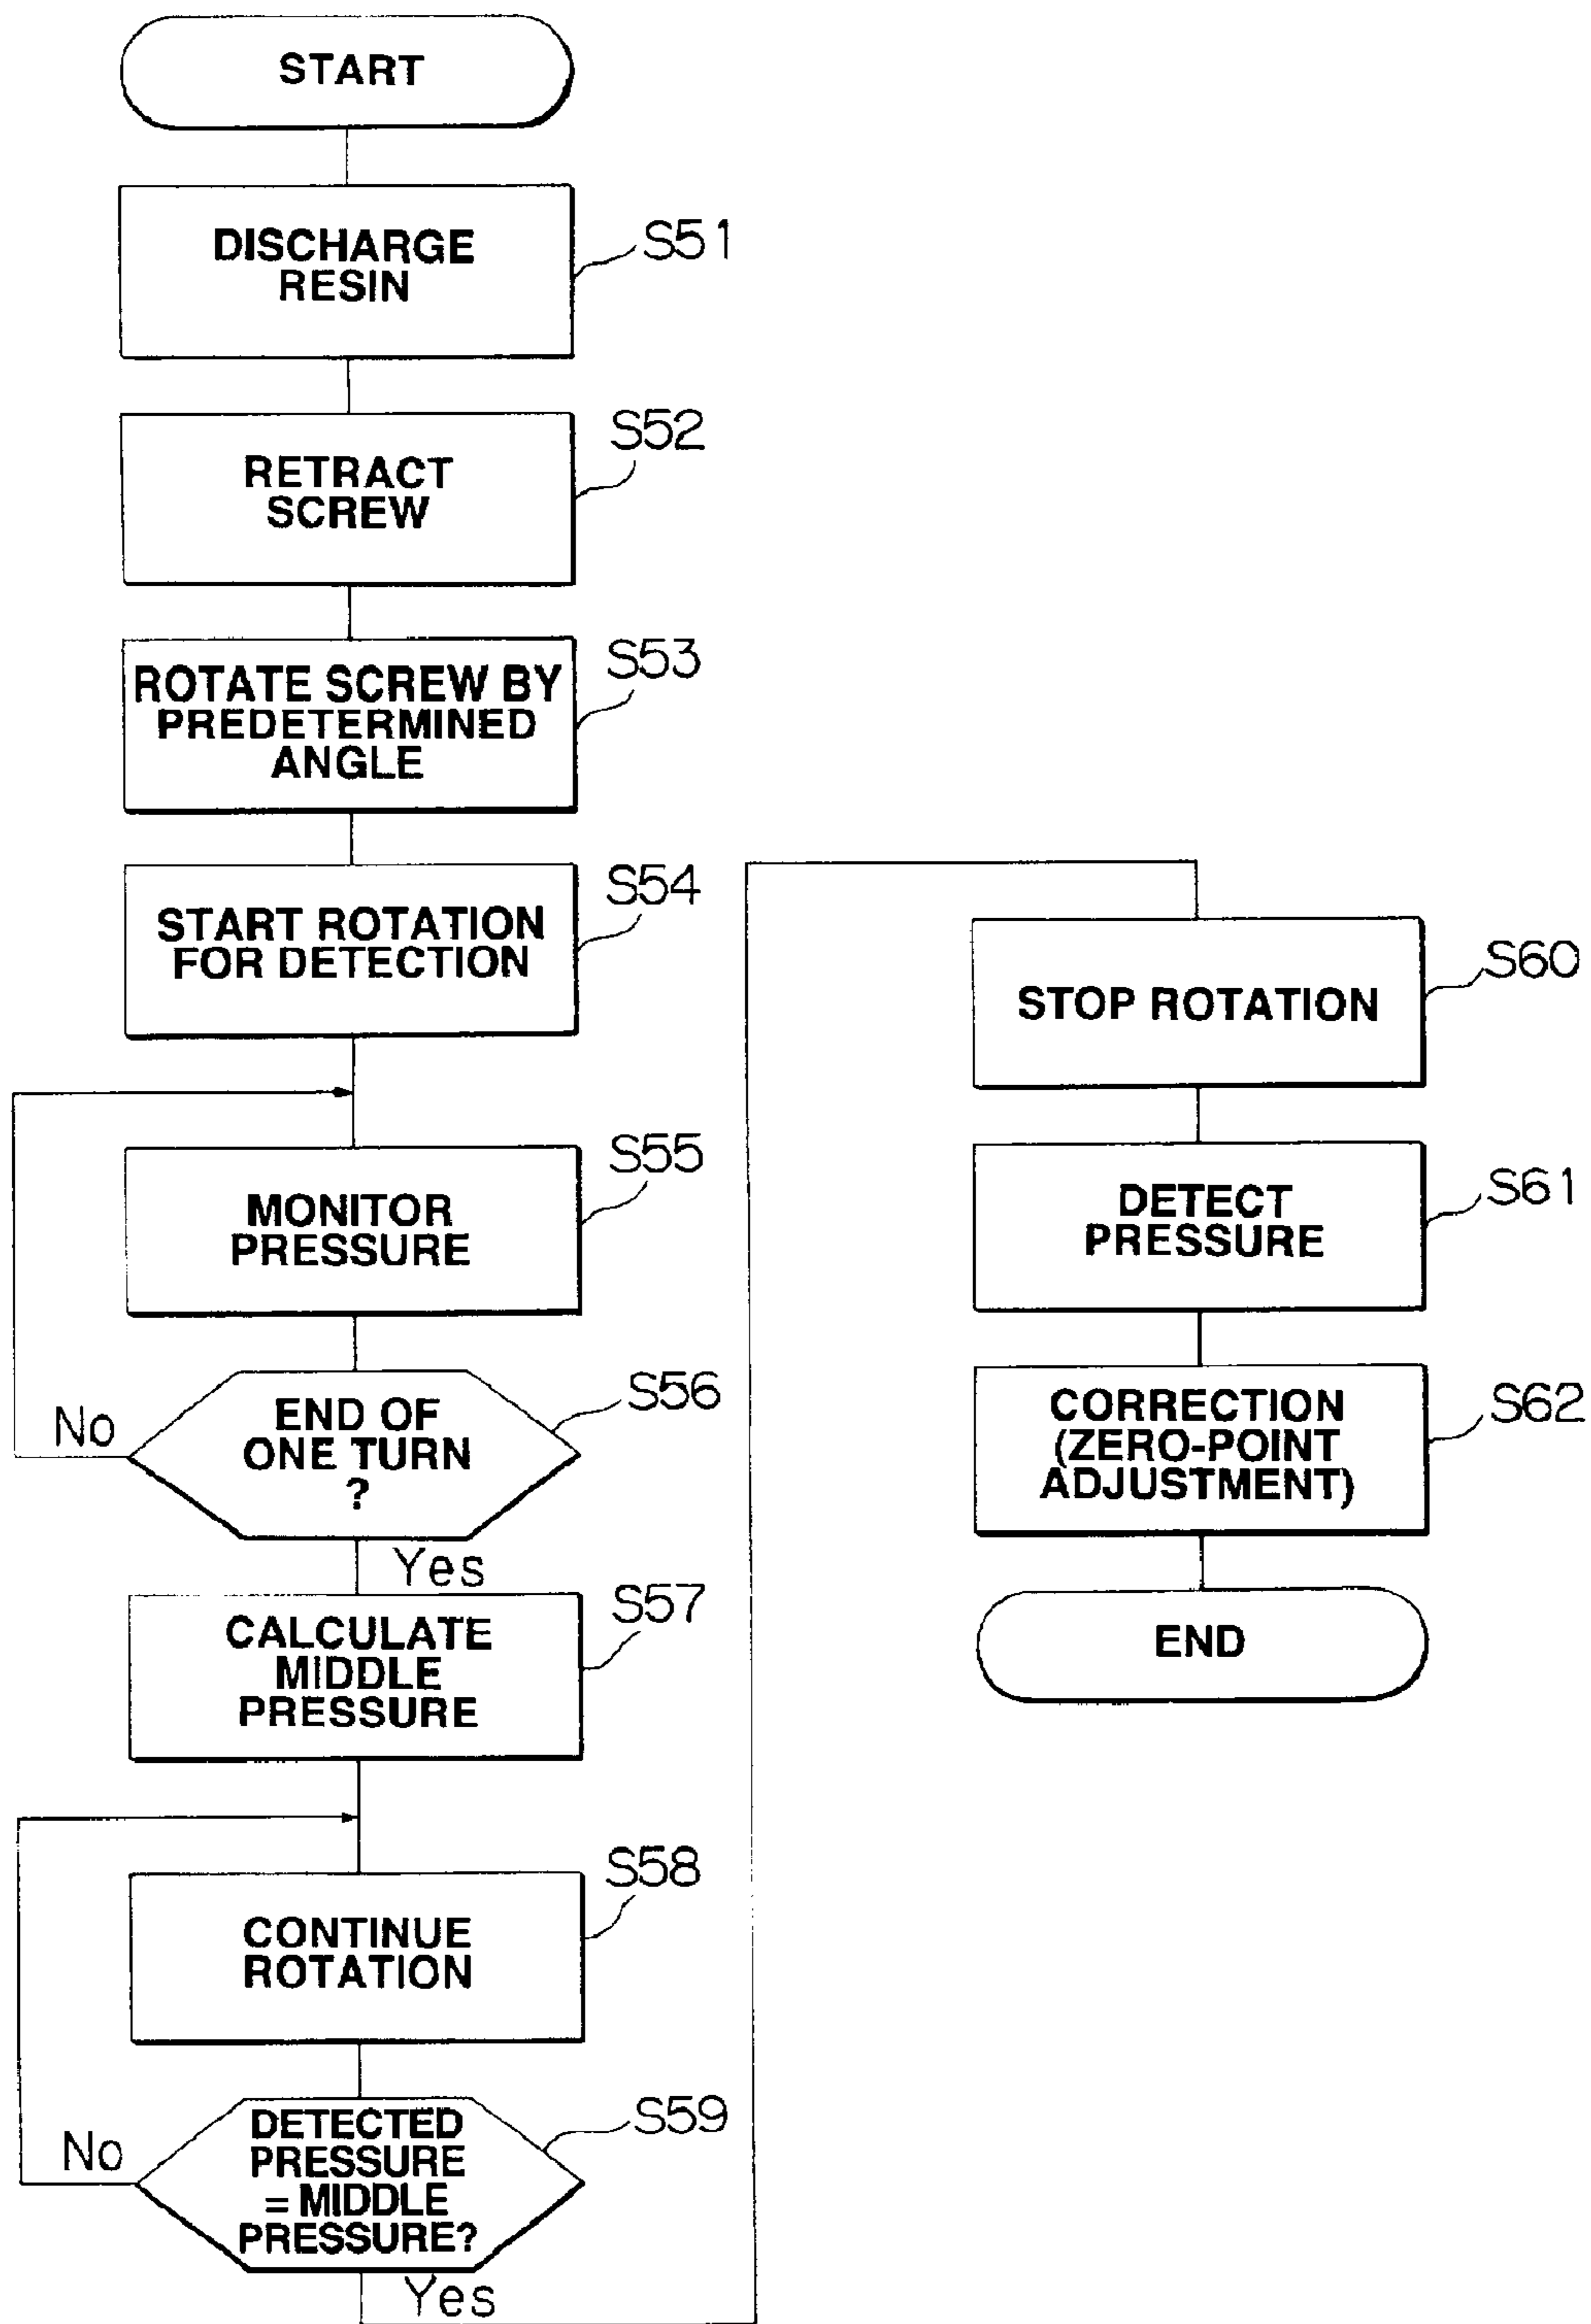 START
DISCHARGE
RESIN
S51
RETRACT
SCREW
S52
ROTATE SCREW BY
PREDETERMINED
ANGLE
S53
START ROTATION
FOR DETECTION
S54
MONITOR
PRESSURE
S55
END OF
ONE TURN
?
S56
No
Yes
CALCULATE
MIDDLE
PRESSURE
S57
CONTINUE
ROTATION
S58
DETECTED
PRESSURE
= MIDDLE
PRESSURE?
S59
No
Yes
STOP ROTATION
S60
DETECT
PRESSURE
S61
CORRECTION
(ZERO-POINT
ADJUSTMENT)
S62
END